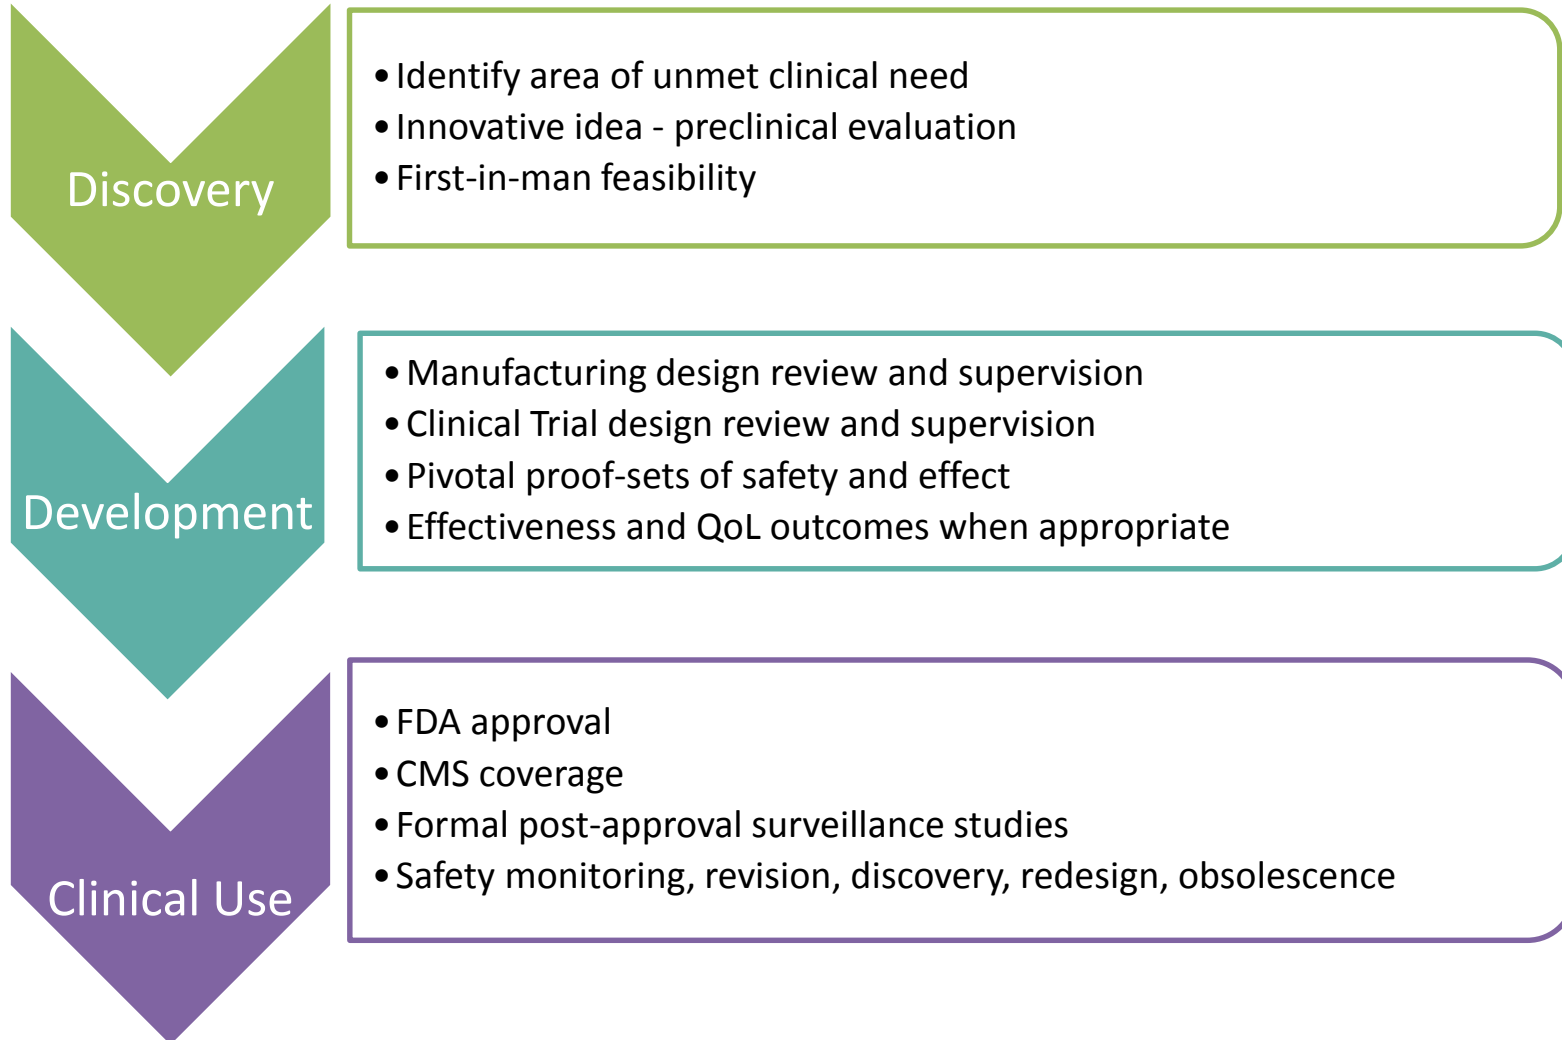 Discovery
• Identify area of unmet clinical need
• Innovative idea - preclinical evaluation
• First-in-man feasibility
Development
• Manufacturing design review and supervision
• Clinical Trial design review and supervision
• Pivotal proof-sets of safety and effect
• Effectiveness and QoL outcomes when appropriate
Clinical Use
• FDA approval
• CMS coverage
• Formal post-approval surveillance studies
• Safety monitoring, revision, discovery, redesign, obsolescence